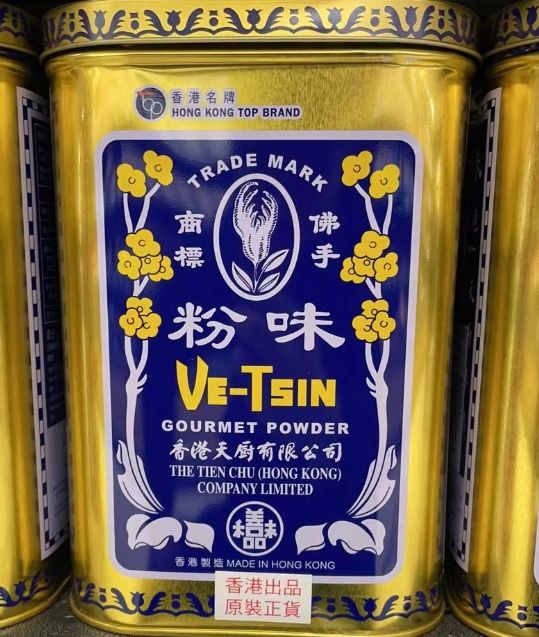 香港名牌
HONG KONG TOP BRAND
TRADE MARK
商標
佛手
粉味
VE-TSIN
GOURMET POWDER
香港天厨有限公司
THE TIEN CHU (HONG KONG)
COMPANY LIMITED
香港製造 MADE IN HONG KONG
香港出品
原裝正貨